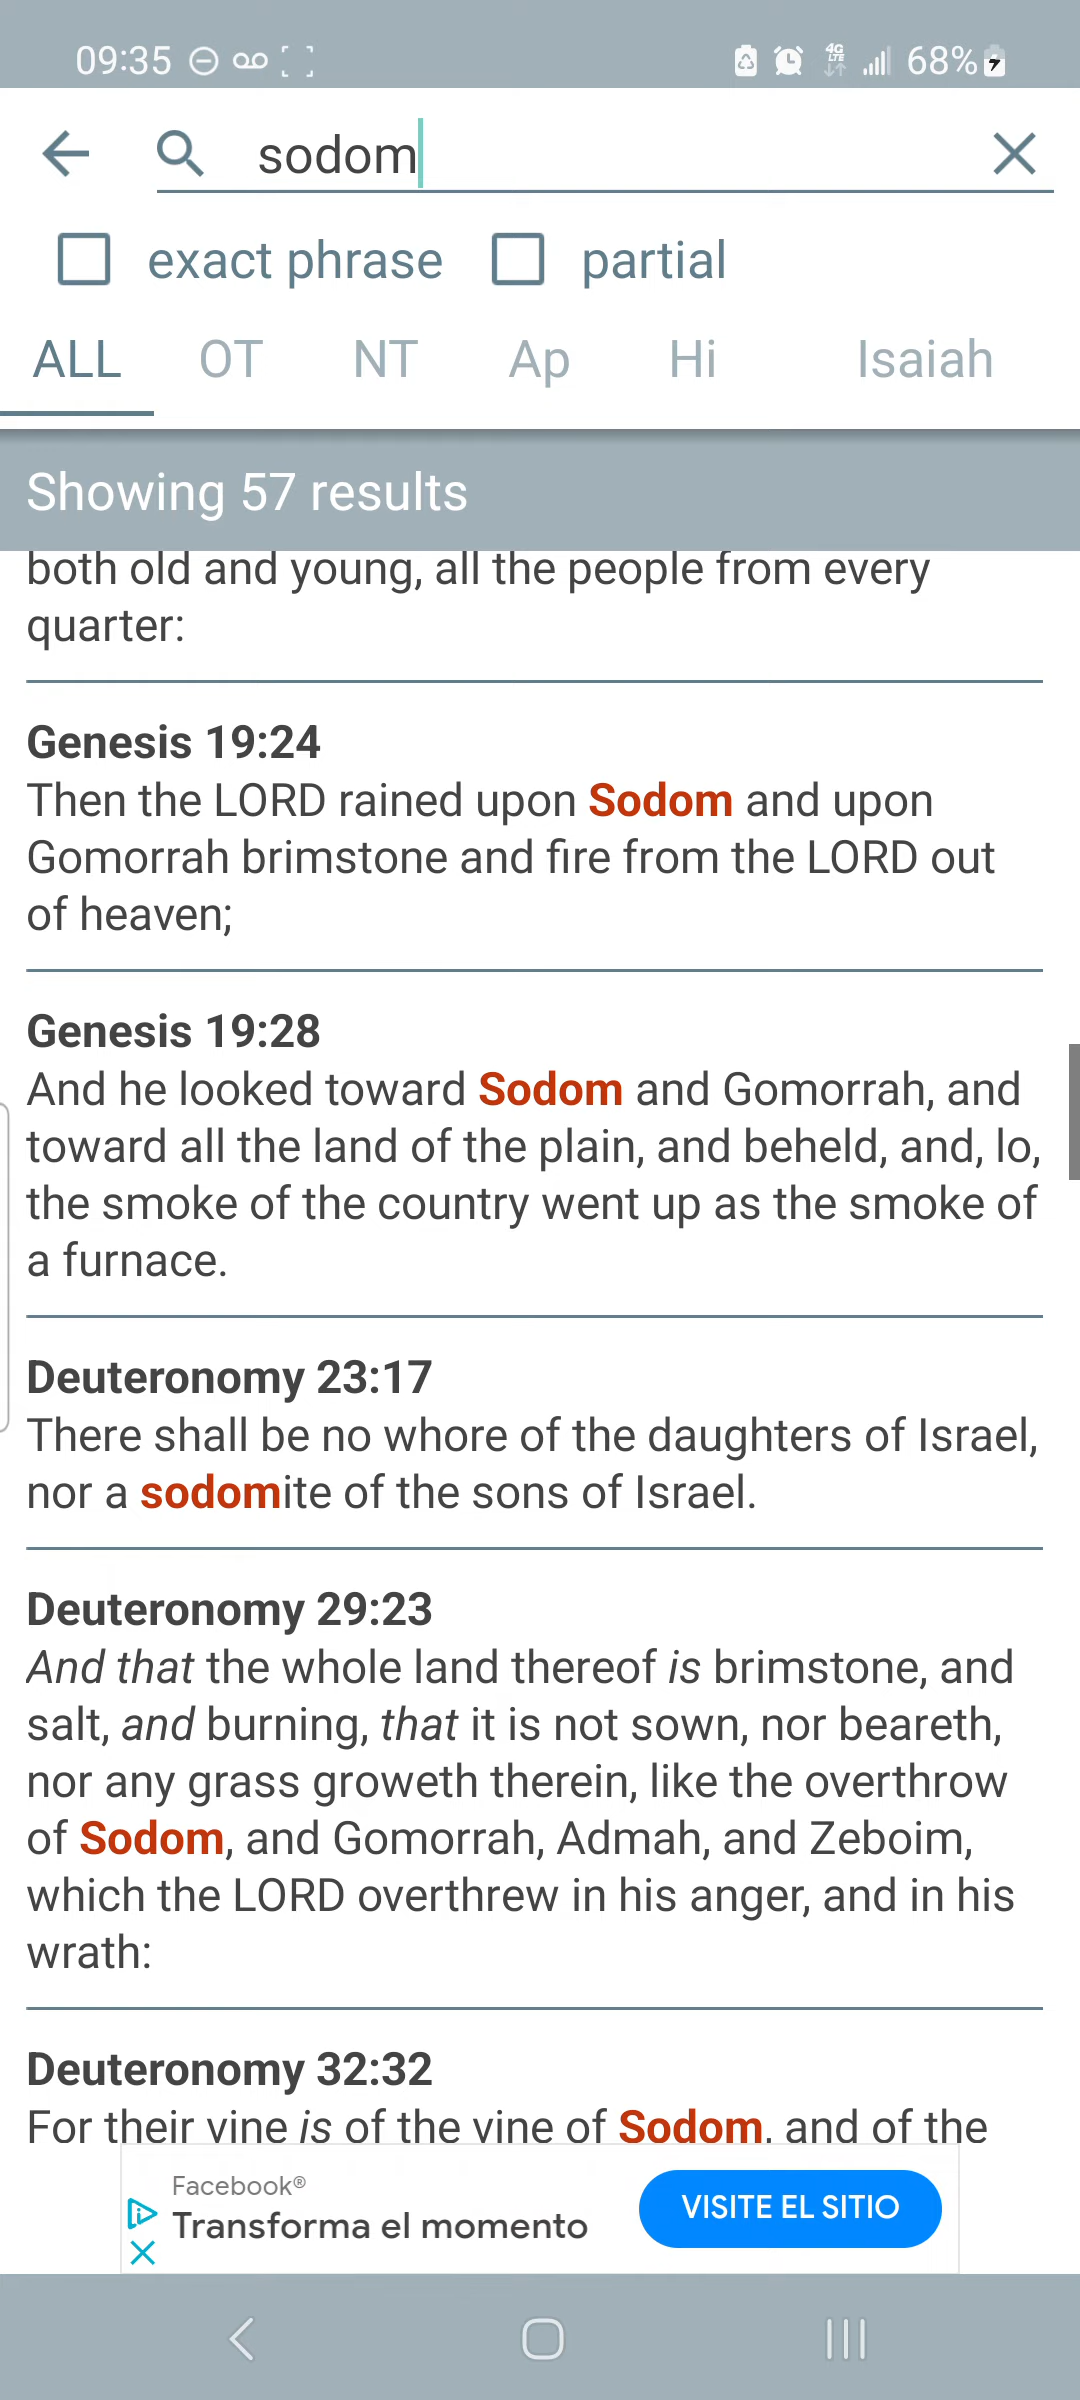 09:35
4G
LTE
68%
sodom
exact phrase partial
ALL OT NT Ap Hi Isaiah
Showing 57 results
both old and young, all the people from every
quarter:
Genesis 19:24
Then the LORD rained upon Sodom and upon
Gomorrah brimstone and fire from the LORD out
of heaven;
Genesis 19:28
And he looked toward Sodom and Gomorrah, and
toward all the land of the plain, and beheld, and, lo,
the smoke of the country went up as the smoke of
a furnace.
Deuteronomy 23:17
There shall be no whore of the daughters of Israel,
nor a sodomite of the sons of Israel.
Deuteronomy 29:23
And that the whole land thereof is brimstone, and
salt, and burning, that it is not sown, nor beareth,
nor any grass groweth therein, like the overthrow
of Sodom, and Gomorrah, Admah, and Zeboim,
which the LORD overthrew in his anger, and in his
wrath:
Deuteronomy 32:32
For their vine is of the vine of Sodom, and of the
Facebook®
Transforma el momento
VISITE EL SITIO